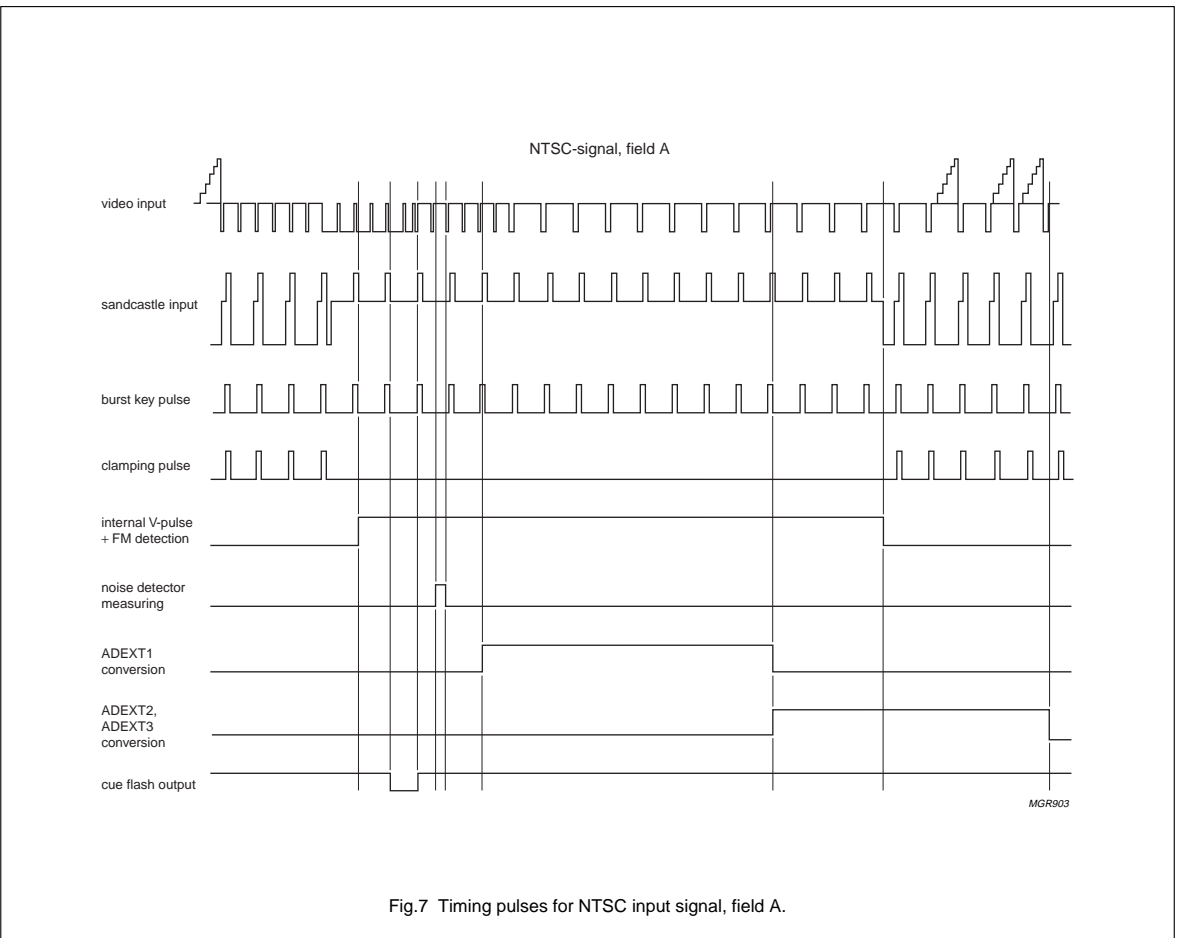 NTSC-signal, field A
video input
sandcastle input
burst key pulse
clamping pulse
internal V-pulse
+ FM detection
noise detector
measuring
ADEXT1
conversion
ADEXT2,
ADEXT3
conversion
cue flash output
MGR903
Fig.7 Timing pulses for NTSC input signal, field A.